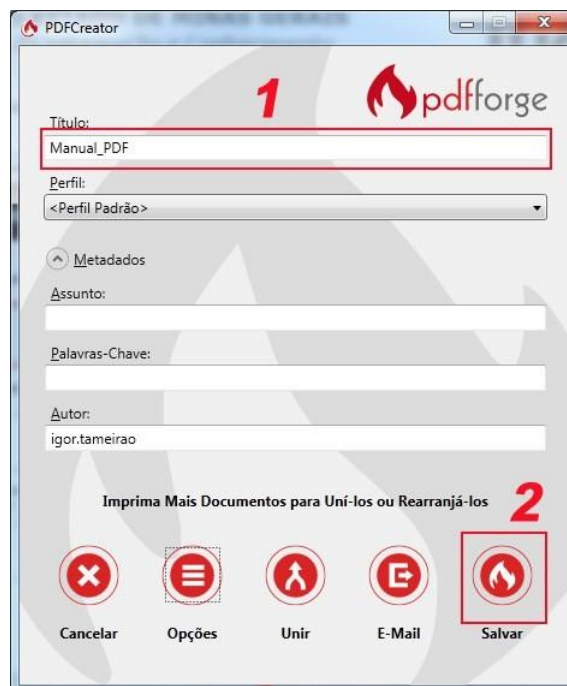 PDFCreator
1
pdfforge
Título:
Manual_PDF
Perfil:
<Perfil Padrão>
Metadados
Assunto:
Palavras-Chave:
Autor:
igor.tameirao
Imprima Mais Documentos para Uní-los ou Rearranjá-los
2
Cancelar Opções Unir E-Mail Salvar